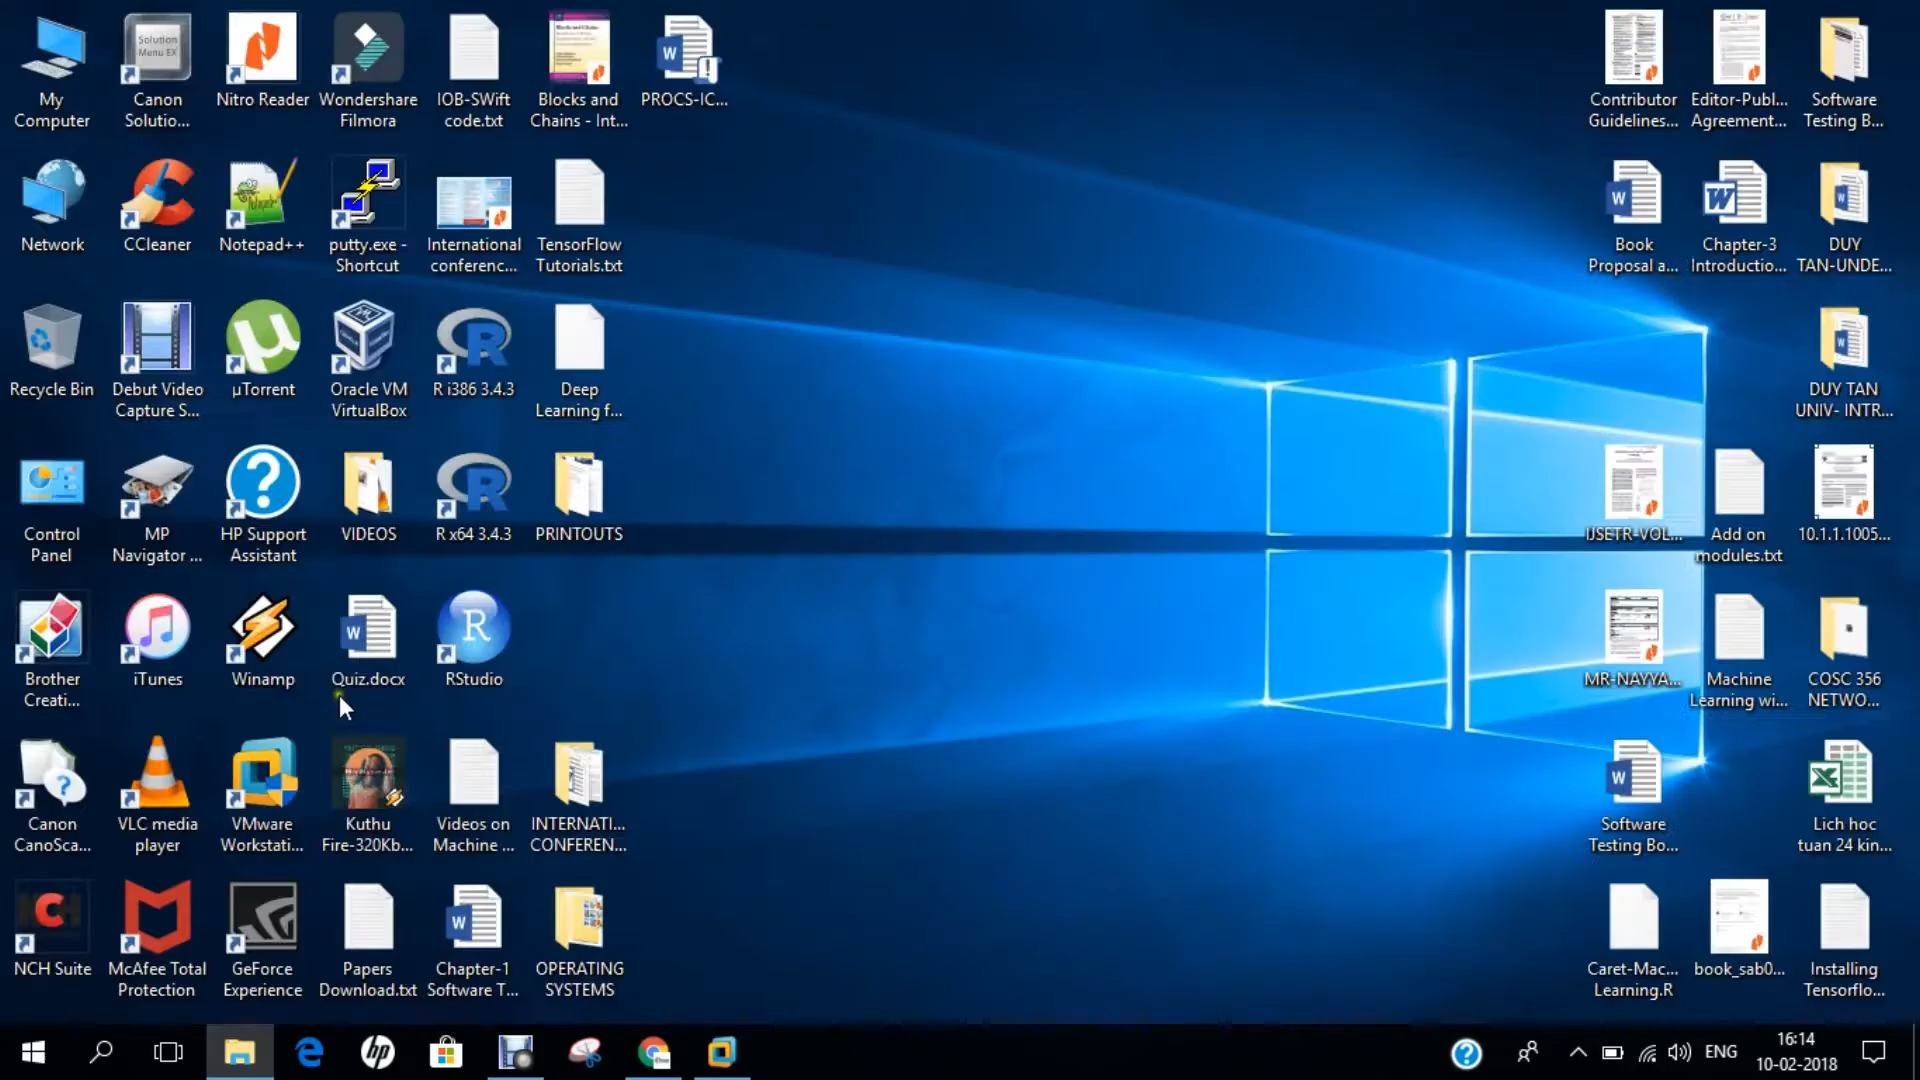 My
Computer
Solution
Menu EX
Canon
Solutio...
Nitro Reader
Wondershare
Filmora
IOB-SWift
code.txt
Blocks and
Chains - Int...
PROCS-IC...
Contributor
Guidelines...
Editor-Publ...
Agreement...
Software
Testing B...
Network
CCleaner
Notepad++
putty.exe -
Shortcut
International
conferenc...
TensorFlow
Tutorials.txt
Book
Proposal a...
Chapter-3
Introductio...
DUY
TAN-UNDE...
Recycle Bin
Debut Video
Capture S...
µTorrent
Oracle VM
VirtualBox
R i386 3.4.3
Deep
Learning f...
DUY TAN
UNIV- INTR...
Control
Panel
MP
Navigator ...
HP Support
Assistant
VIDEOS
R x64 3.4.3
PRINTOUTS
IJSETR-VOL...
Add on
modules.txt
10.1.1.1005...
Brother
Creati...
iTunes
Winamp
Quiz.docx
RStudio
MR-NAYYA...
Machine
Learning wi...
COSC 356
NETWO...
Canon
CanoSca...
VLC media
player
VMware
Workstati...
Kuthu
Fire-320Kb...
Videos on
Machine ...
INTERNATI...
CONFEREN...
Software
Testing Bo...
Lich hoc
tuan 24 kin...
NCH Suite
McAfee Total
Protection
GeForce
Experience
Papers
Download.txt
Chapter-1
Software T...
OPERATING
SYSTEMS
Caret-Mac...
Learning.R
book_sab0...
Installing
Tensorflo...
ENG
16:14
10-02-2018